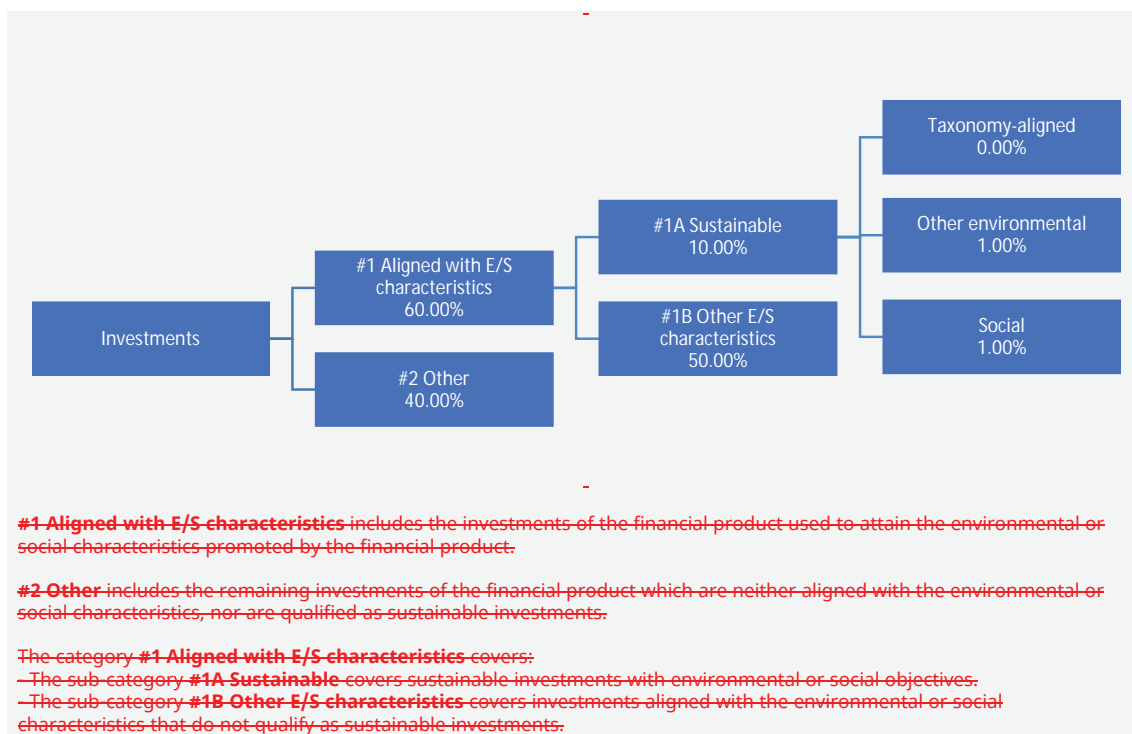 Taxonomy-aligned
0.00%
#1A Sustainable
10.00%
Other environmental
1.00%
#1 Aligned with E/S
characteristics
60.00%
Investments
#1B Other E/S
characteristics
50.00%
Social
1.00%
#2 Other
40.00%
#1 Aligned with E/S characteristics includes the investments of the financial product used to attain the environmental or
social characteristics promoted by the financial product.
#2 Other includes the remaining investments of the financial product which are neither aligned with the environmental or
social characteristics, nor are qualified as sustainable investments.
The category #1 Aligned with E/S characteristics covers:
- The sub-category #1A Sustainable covers sustainable investments with environmental or social objectives.
- The sub-category #1B Other E/S characteristics covers investments aligned with the environmental or social
characteristics that do not qualify as sustainable investments.